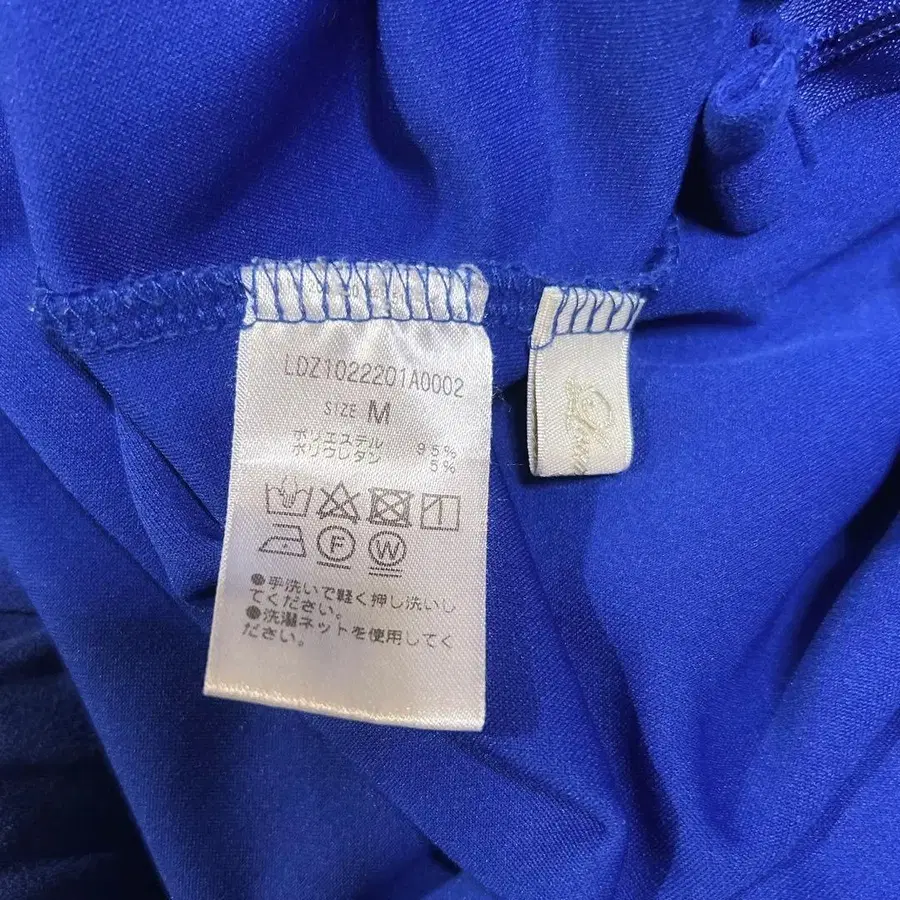 LDZ1022201A0002
SIZE M
ポリエステル 95%
ポリウレタン 5%
F W
●手洗いで軽く押し洗いし
てください。
●洗濯ネットを使用してく
ださい。